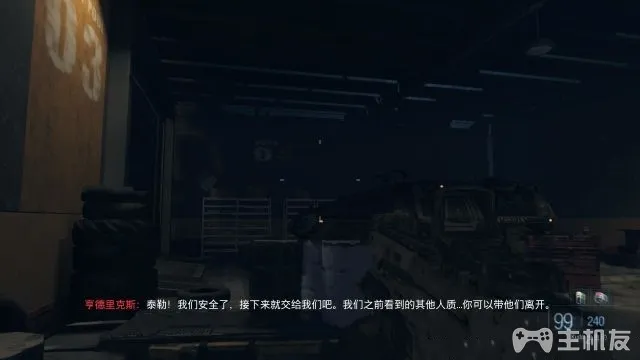 03
亨德里克斯：泰勒！我们安全了，接下来就交给我们吧。我们之前看到的其他人质...你可以带他们离开。
99 240
主机友